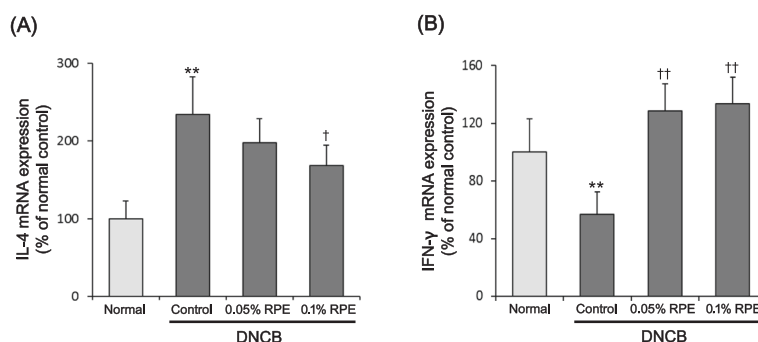 (A)
IL-4 mRNA expression
(% of normal control)
300
200
100
0
**
†
Normal
Control
0.05% RPE
0.1% RPE
DNCB
(B)
IFN-γ mRNA expression
(% of normal control)
160
120
80
40
0
**
††
††
Normal
Control
0.05% RPE
0.1% RPE
DNCB